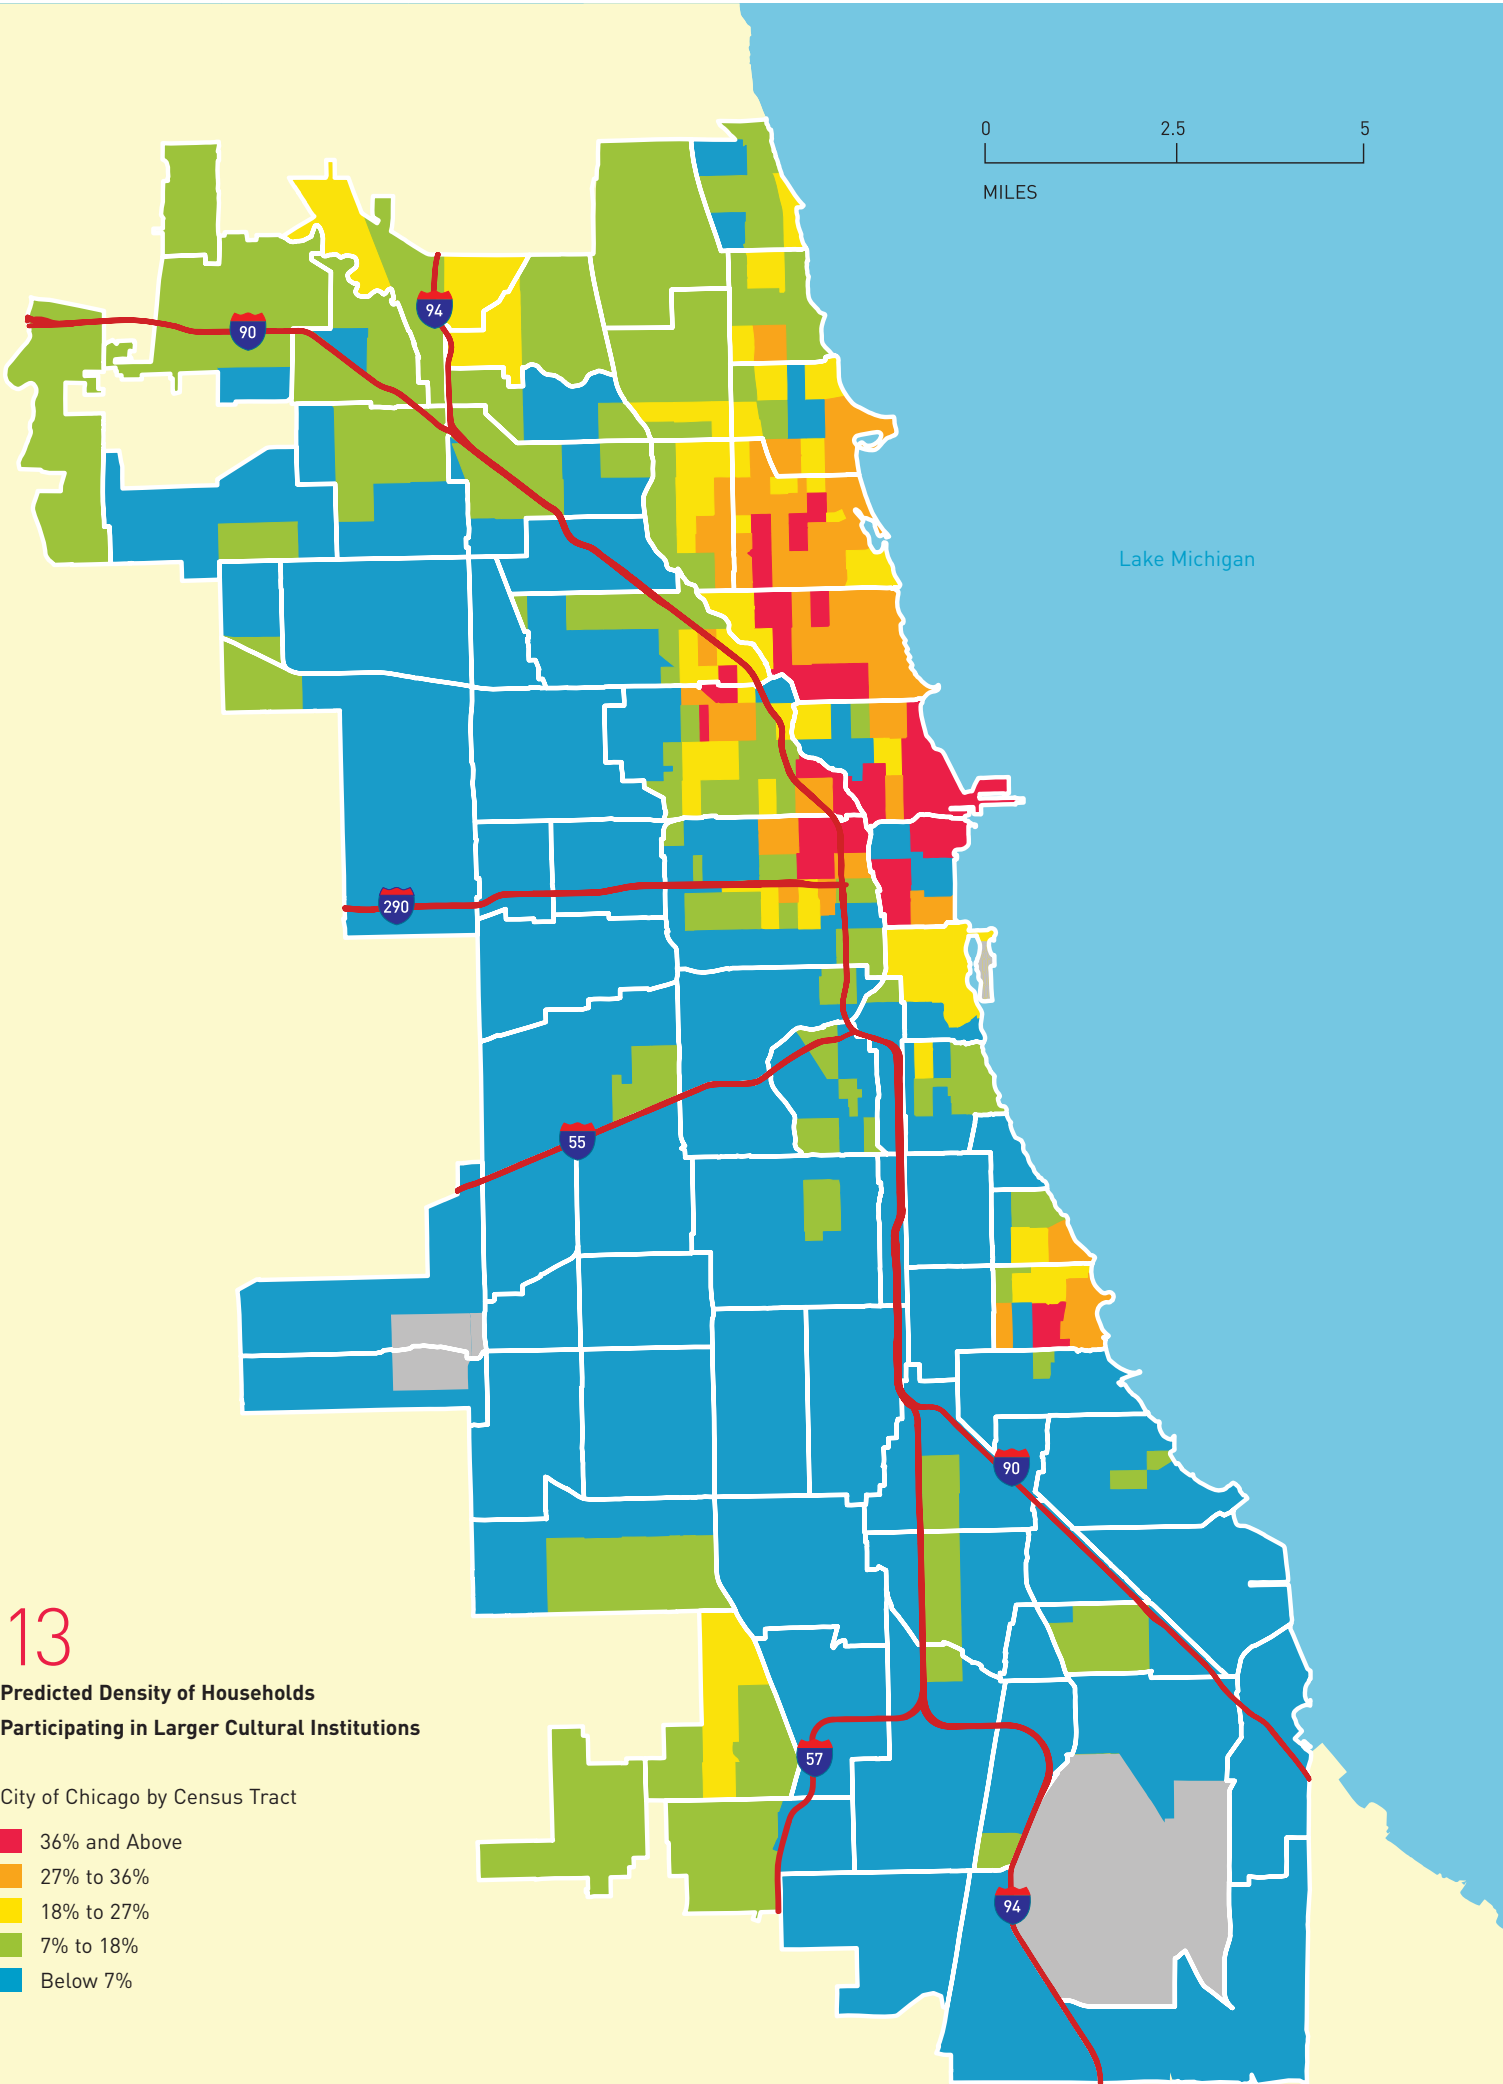 0 2.5 5
MILES
94
90
Lake Michigan
290
55
90
13
Predicted Density of Households
Participating in Larger Cultural Institutions
57
City of Chicago by Census Tract
36% and Above
27% to 36%
94
18% to 27%
7% to 18%
Below 7%